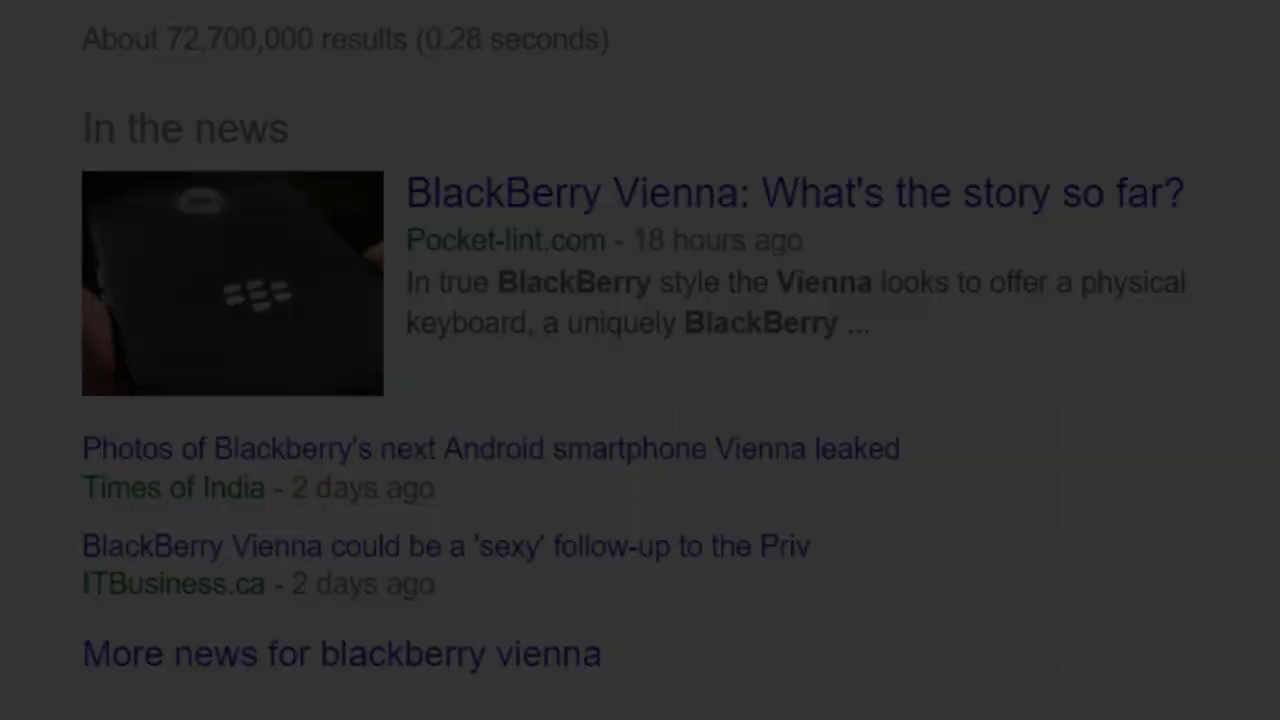 About 72,700,000 results (0.28 seconds)
In the news
BlackBerry Vienna: What's the story so far?
Pocket-lint.com - 18 hours ago
In true BlackBerry style the Vienna looks to offer a physical
keyboard, a uniquely BlackBerry ...
Photos of Blackberry's next Android smartphone Vienna leaked
Times of India - 2 days ago
BlackBerry Vienna could be a 'sexy' follow-up to the Priv
ITBusiness.ca - 2 days ago
More news for blackberry vienna